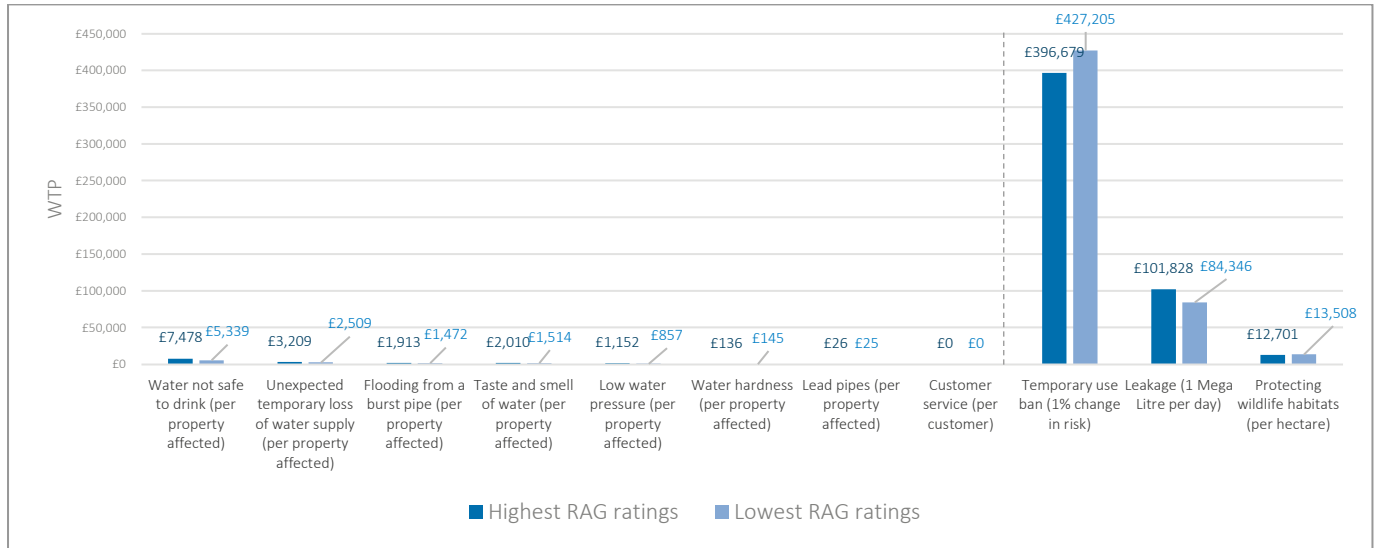 £427,205
£450,000
£396,679
£400,000
£350,000
£300,000
£250,000
WTP
£200,000
£150,000
£101,828 £84,346
£100,000
£50,000
£7,478 £5,339
£3,209 £2,509
£1,913 £1,472
£2,010 £1,514
£1,152 £857
£136 £145
£26 £25
£0 £0
£12,701 £13,508
£0
Water not safe
to drink (per
property
affected)
Unexpected
temporary loss
of water supply
(per property
affected)
Flooding from a
burst pipe (per
property
affected)
Taste and smell
of water (per
property
affected)
Low water
pressure (per
property
affected)
Water hardness
(per property
affected)
Lead pipes (per
property
affected)
Customer
service (per
customer)
Temporary use
ban (1% change
in risk)
Leakage (1 Mega
Litre per day)
Protecting
wildlife habitats
(per hectare)
Highest RAG ratings
Lowest RAG ratings